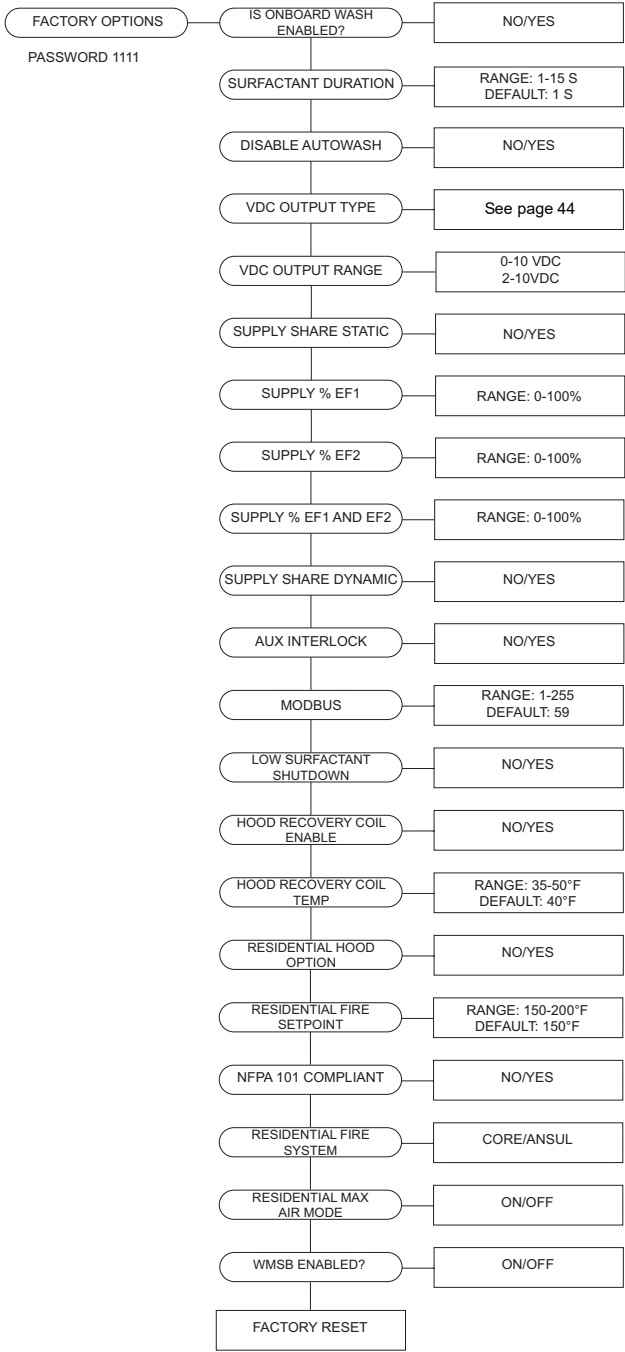 FACTORY OPTIONS
PASSWORD 1111
IS ONBOARD WASH
ENABLED?
NO/YES
SURFACTANT DURATION
RANGE: 1-15 S
DEFAULT: 1 S
DISABLE AUTOWASH
NO/YES
VDC OUTPUT TYPE
See page 44
VDC OUTPUT RANGE
0-10 VDC
2-10VDC
SUPPLY SHARE STATIC
NO/YES
SUPPLY % EF1
RANGE: 0-100%
SUPPLY % EF2
RANGE: 0-100%
SUPPLY % EF1 AND EF2
RANGE: 0-100%
SUPPLY SHARE DYNAMIC
NO/YES
AUX INTERLOCK
NO/YES
MODBUS
RANGE: 1-255
DEFAULT: 59
LOW SURFACTANT
SHUTDOWN
NO/YES
HOOD RECOVERY COIL
ENABLE
NO/YES
HOOD RECOVERY COIL
TEMP
RANGE: 35-50°F
DEFAULT: 40°F
RESIDENTIAL HOOD
OPTION
NO/YES
RESIDENTIAL FIRE
SETPOINT
RANGE: 150-200°F
DEFAULT: 150°F
NFPA 101 COMPLIANT
NO/YES
RESIDENTIAL FIRE
SYSTEM
CORE/ANSUL
RESIDENTIAL MAX
AIR MODE
ON/OFF
WMSB ENABLED?
ON/OFF
FACTORY RESET